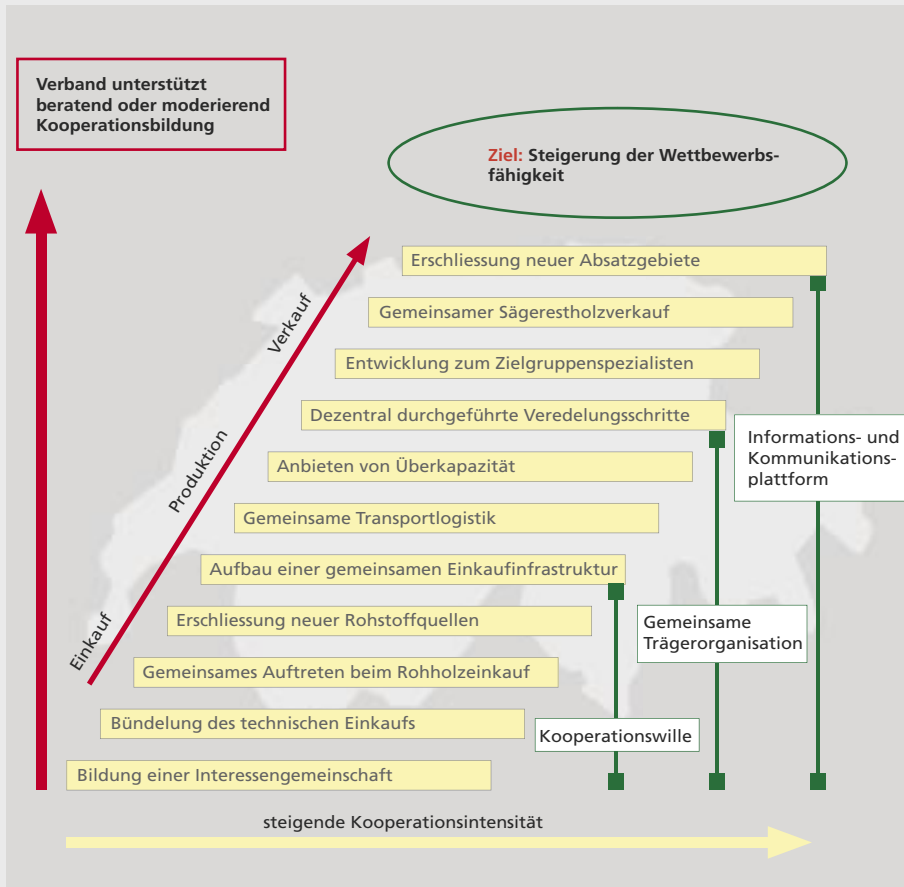 Verband unterstützt
beratend oder moderierend
Kooperationsbildung
Ziel: Steigerung der Wettbewerbs-
fähigkeit
Erschliessung neuer Absatzgebiete
Verkauf
Gemeinsamer Sägerestholzverkauf
Entwicklung zum Zielgruppenspezialisten
Dezentral durchgeführte Veredelungsschritte
Informations- und
Kommunikations-
plattform
Produktion
Anbieten von Überkapazität
Gemeinsame Transportlogistik
Aufbau einer gemeinsamen Einkaufinfrastruktur
Erschliessung neuer Rohstoffquellen
Gemeinsame
Trägerorganisation
Einkauf
Gemeinsames Auftreten beim Rohholzeinkauf
Bündelung des technischen Einkaufs
Kooperationswille
Bildung einer Interessengemeinschaft
steigende Kooperationsintensität